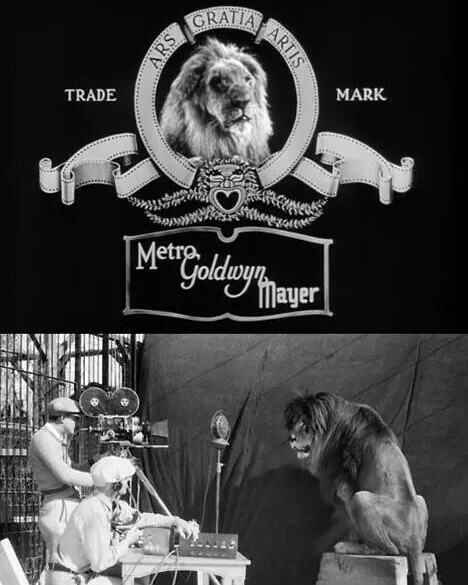 ARS GRATIA ARTIS
TRADE MARK
Metro
Goldwyn
Mayer